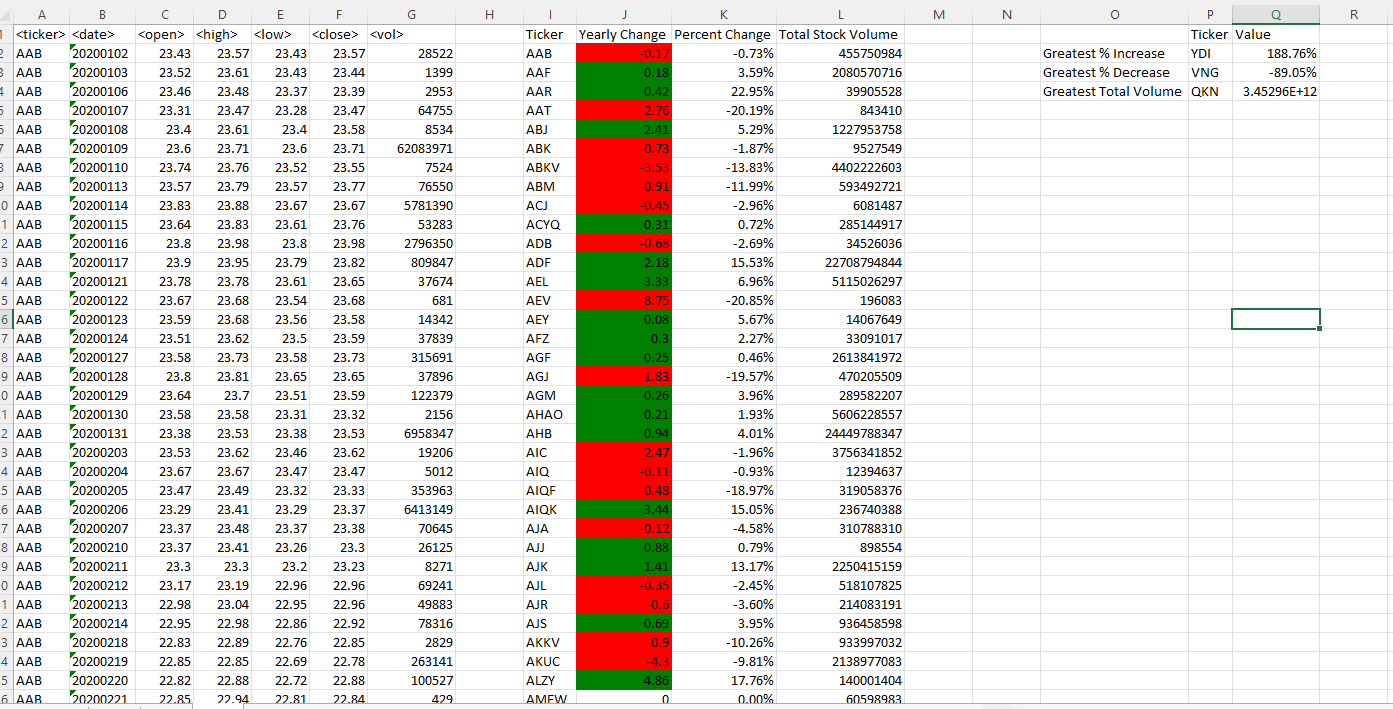 A B C D E F G H I J K L M N O P Q R
1 <ticker> <date> <open> <high> <low> <close> <vol> Ticker Yearly Change Percent Change Total Stock Volume Ticker Value
2 AAB 20200102 23.43 23.57 23.43 23.57 28522 AAB -0.17 -0.73% 455750984 Greatest % Increase YDI 188.76%
3 AAB 20200103 23.52 23.61 23.43 23.44 1399 AAF 0.18 3.59% 2080570716 Greatest % Decrease VNG -89.05%
4 AAB 20200106 23.46 23.48 23.37 23.39 2953 AAR 0.42 22.95% 39905528 Greatest Total Volume QKN 3.45296E+12
5 AAB 20200107 23.31 23.47 23.28 23.47 64755 AAT -2.76 -20.19% 843410
6 AAB 20200108 23.4 23.61 23.4 23.58 8534 ABJ 2.41 5.29% 1227953758
7 AAB 20200109 23.6 23.71 23.6 23.71 62083971 ABK -0.73 -1.87% 9527549
8 AAB 20200110 23.74 23.76 23.52 23.55 7524 ABKV -3.53 -13.83% 4402222603
9 AAB 20200113 23.57 23.79 23.57 23.77 76550 ABM -0.91 -11.99% 593492721
0 AAB 20200114 23.83 23.88 23.67 23.67 5781390 ACJ -0.45 -2.96% 6081487
1 AAB 20200115 23.64 23.83 23.61 23.76 53283 ACYQ 0.31 0.72% 285144917
2 AAB 20200116 23.8 23.98 23.8 23.98 2796350 ADB -0.68 -2.69% 34526036
3 AAB 20200117 23.9 23.95 23.79 23.82 809847 ADF 2.18 15.53% 22708794844
4 AAB 20200121 23.78 23.78 23.61 23.65 37674 AEL 3.33 6.96% 5115026297
5 AAB 20200122 23.67 23.68 23.54 23.68 681 AEV -8.75 -20.85% 196083
6 AAB 20200123 23.59 23.68 23.56 23.58 14342 AEY 0.08 5.67% 14067649
7 AAB 20200124 23.51 23.62 23.5 23.59 37839 AFZ 0.3 2.27% 33091017
8 AAB 20200127 23.58 23.73 23.58 23.73 315691 AGF 0.25 0.46% 2613841972
9 AAB 20200128 23.8 23.81 23.65 23.65 37896 AGJ -1.83 -19.57% 470205509
0 AAB 20200129 23.64 23.7 23.51 23.59 122379 AGM 0.26 3.96% 289582207
1 AAB 20200130 23.58 23.58 23.31 23.32 2156 AHAO 0.21 1.93% 5606228557
2 AAB 20200131 23.38 23.53 23.38 23.53 6958347 AHB 0.94 4.01% 24449788347
3 AAB 20200203 23.53 23.62 23.46 23.62 19206 AIC -2.47 -1.96% 3756341852
4 AAB 20200204 23.67 23.67 23.47 23.47 5012 AIQ -0.11 -0.93% 12394637
5 AAB 20200205 23.47 23.49 23.32 23.33 353963 AIQF -0.48 -18.97% 319058376
6 AAB 20200206 23.29 23.41 23.29 23.37 6413149 AIQK 3.44 15.05% 236740388
7 AAB 20200207 23.37 23.48 23.37 23.38 70645 AJA -0.12 -4.58% 310788310
8 AAB 20200210 23.37 23.41 23.26 23.3 26125 AJJ 0.88 0.79% 898554
9 AAB 20200211 23.3 23.3 23.2 23.23 8271 AJK 1.41 13.17% 2250415159
0 AAB 20200212 23.17 23.19 22.96 22.96 69241 AJL -0.35 -2.45% 518107825
1 AAB 20200213 22.98 23.04 22.95 22.96 49883 AJR -0.6 -3.60% 214083191
2 AAB 20200214 22.95 22.98 22.86 22.92 78316 AJS 0.69 3.95% 936458598
3 AAB 20200218 22.83 22.89 22.76 22.85 2829 AKKV -0.9 -10.26% 933997032
4 AAB 20200219 22.85 22.85 22.69 22.78 263141 AKUC -4.3 -9.81% 2138977083
5 AAB 20200220 22.82 22.88 22.72 22.88 100527 ALZY 4.86 17.76% 140001404
6 AAB 20200221 22.85 22.94 22.81 22.84 429 AMEW 0 0.00% 60598983